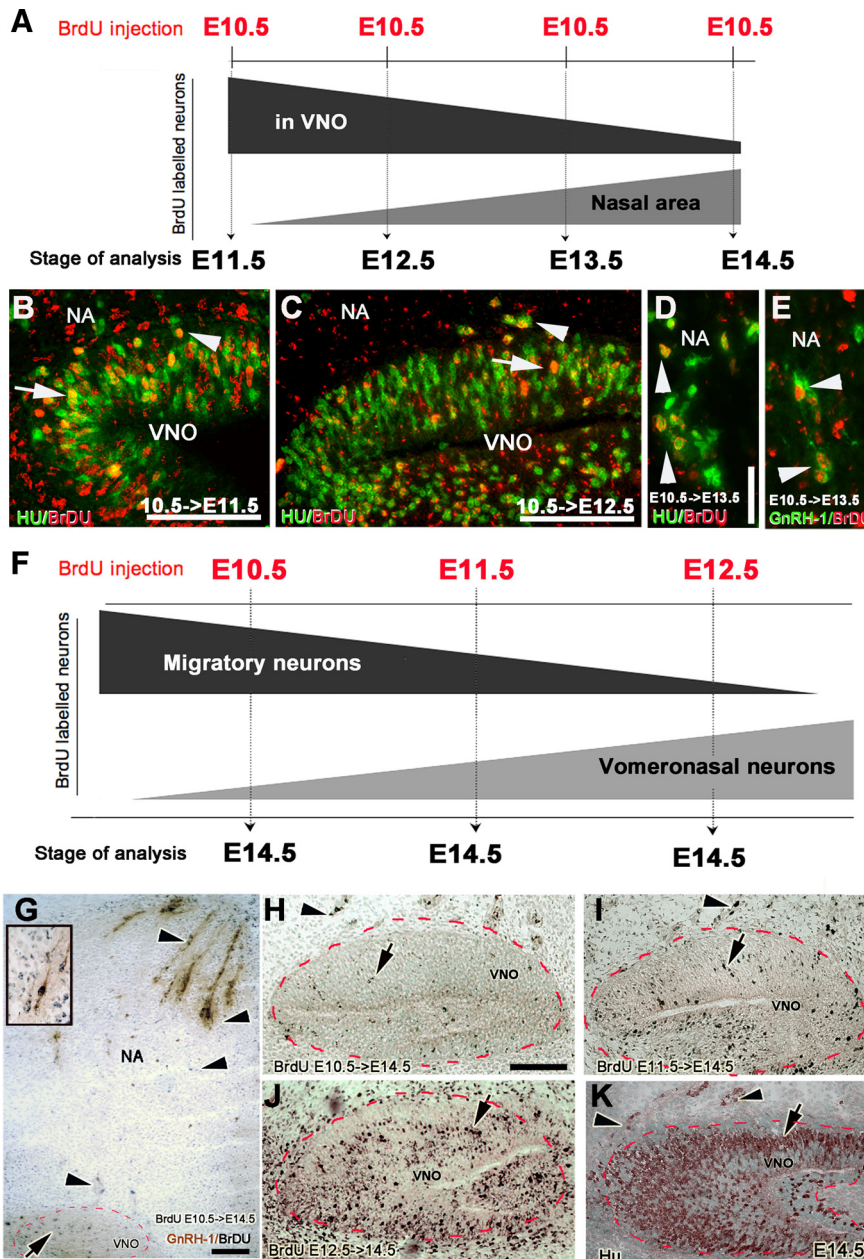 A
BrdU injection E10.5 E10.5 E10.5 E10.5
BrdU labelled neurons
in VNO
Nasal area
Stage of analysis E11.5 E12.5 E13.5 E14.5
B
NA
VNO
10.5->E11.5
HU/BrDU
C
NA
VNO
10.5->E12.5
HU/BrDU
D
NA
E10.5->E13.5
HU/BrDU
E
NA
E10.5->E13.5
GnRH-1/BrDU
F
BrdU injection E10.5 E11.5 E12.5
BrdU labelled neurons
Migratory neurons
Vomeronasal neurons
Stage of analysis E14.5 E14.5 E14.5
G
NA
BrdU E10.5->E14.5
GnRH-1/BrDU
VNO
H
VNO
BrdU E10.5->E14.5
I
VNO
BrdU E11.5->E14.5
J
VNO
BrdU E12.5->14.5
K
VNO
Hu
E14.5